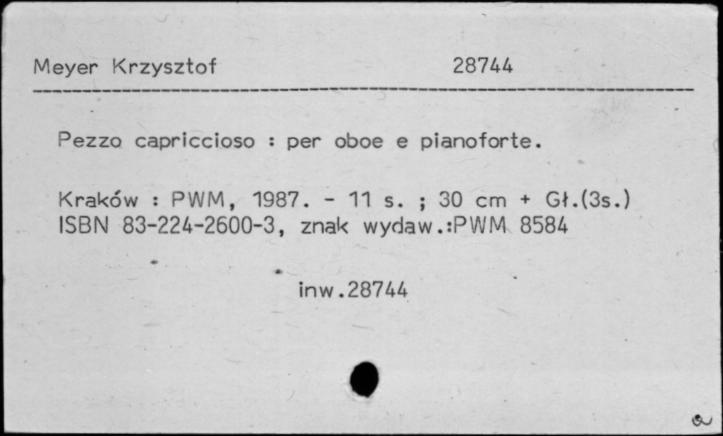 Meyer Krzysztof 28744
Pezzo capriccioso : per oboe e pianoforte.
Kraków : PWM, 1987. - 11 s. ; 30 cm + Gł.(3s.)
ISBN 83-224-2600-3, znak wydaw.:PWM 8584
inw.28744